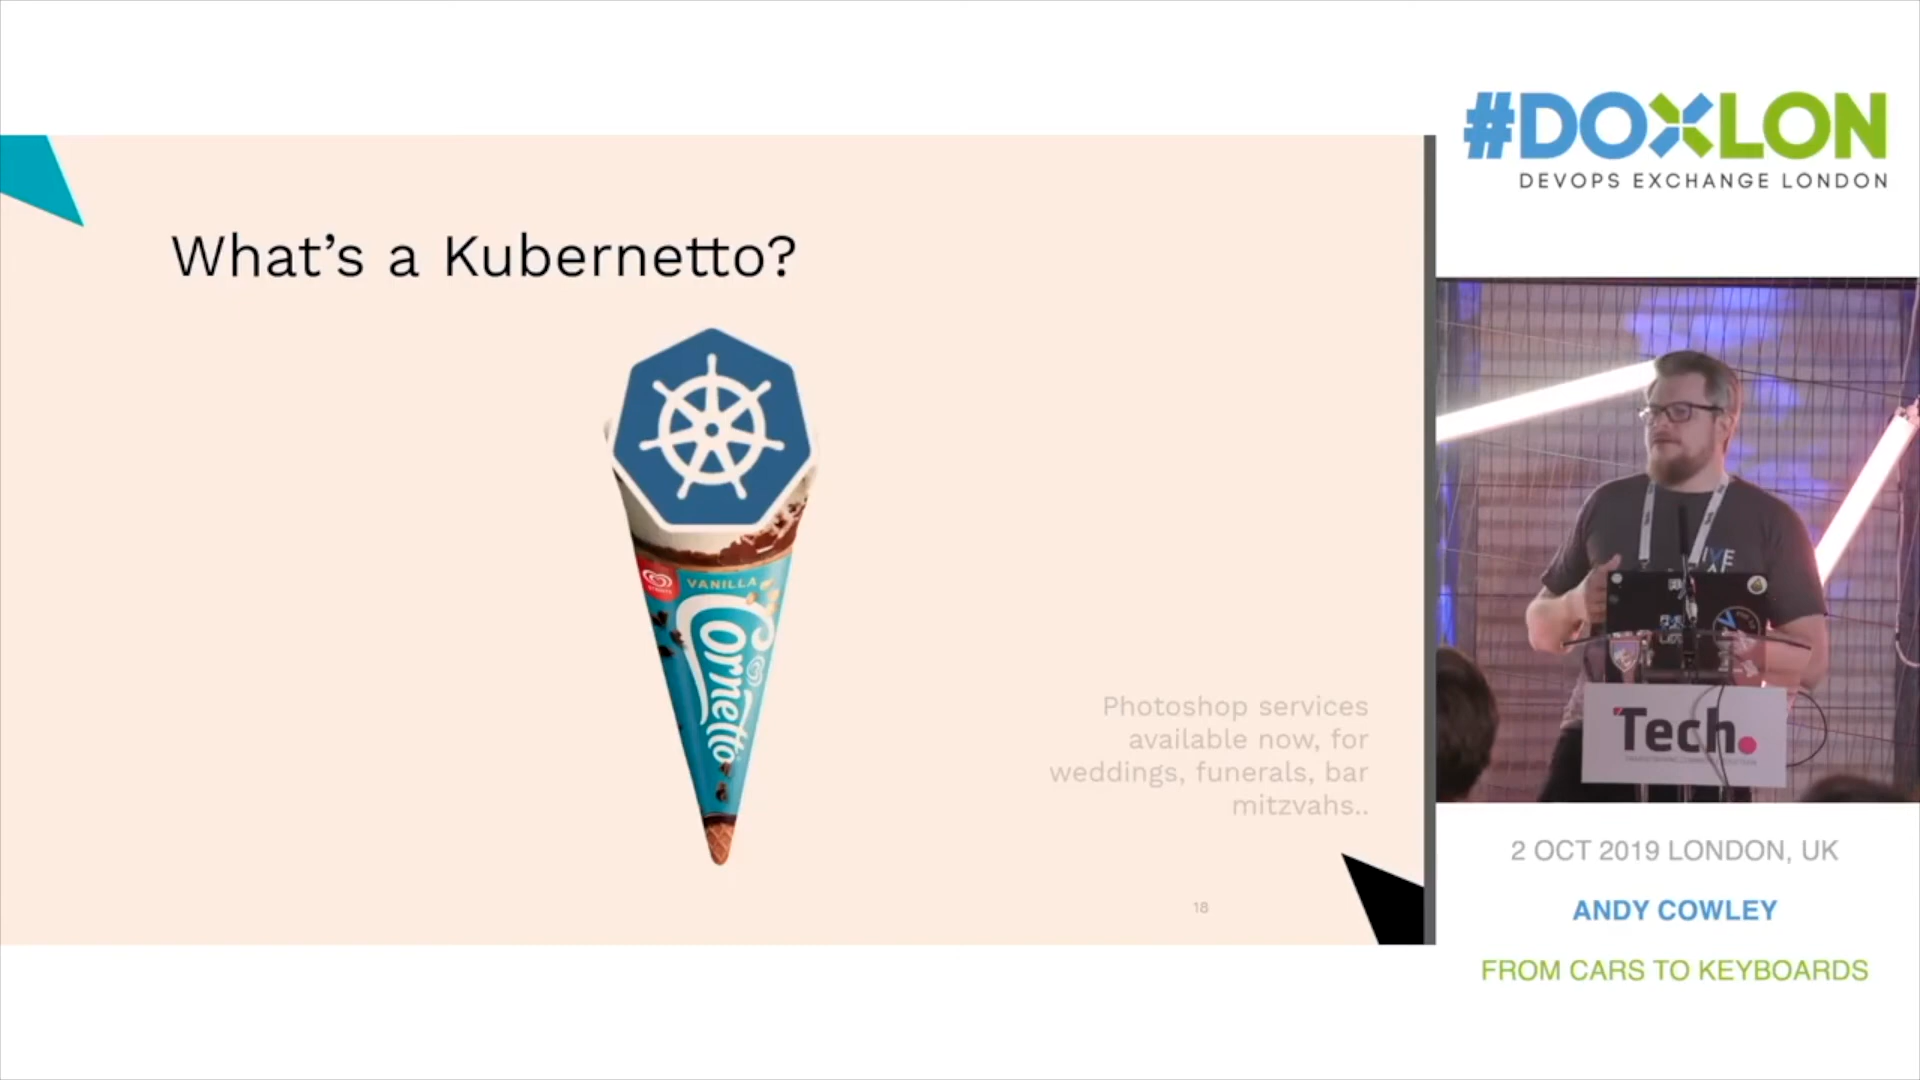 #DOXLON
DEVOPS EXCHANGE LONDON
What's a Kubernetto?
VANILLA
Cornetto
Photoshop services
available now, for
weddings, funerals, bar
mitzvahs..
18
Tech.
2 OCT 2019 LONDON, UK
ANDY COWLEY
FROM CARS TO KEYBOARDS